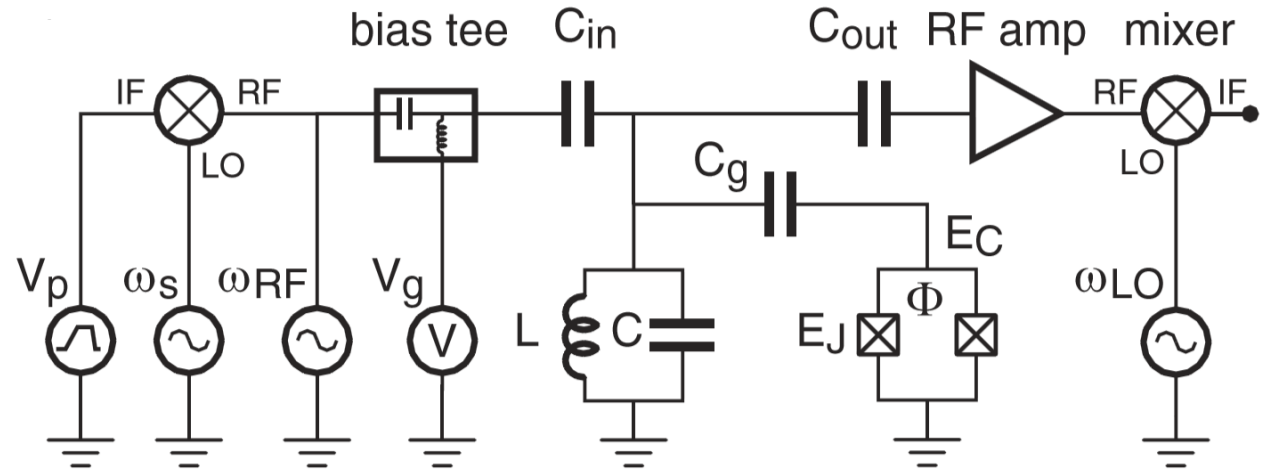 bias tee Cin Cout RF amp mixer
IF RF RF IF
LO LO
Cg
EC
Vp ωs ωRF Vg Φ ωLO
V L C EJ